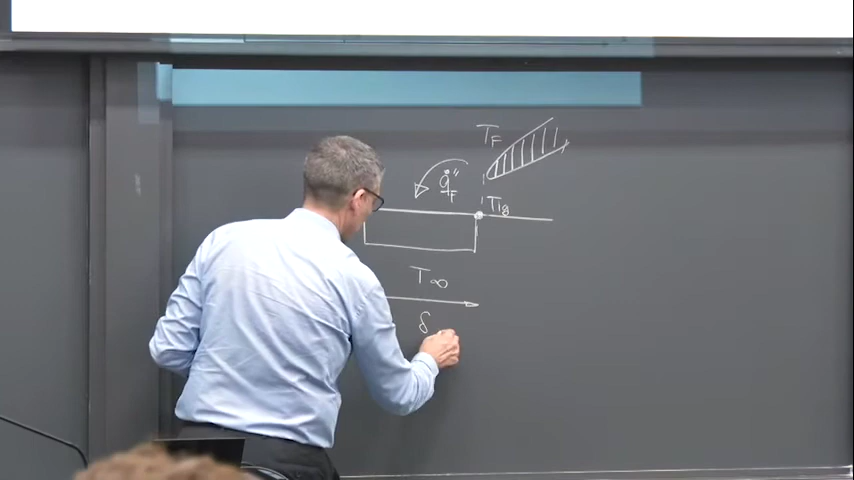 T_F
q̇''_F
T_ig
T_∞
δ